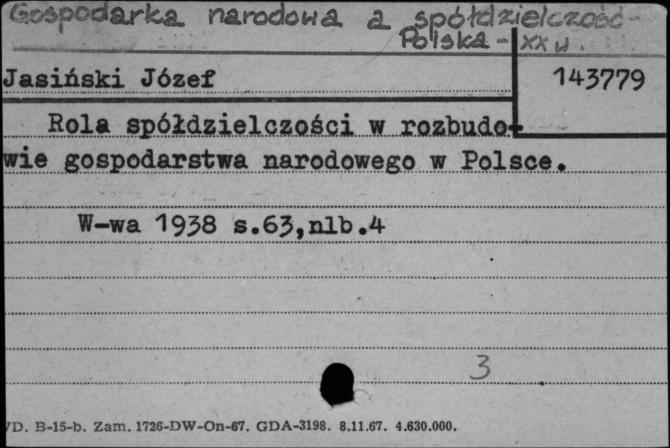 Gospodarka narodowa a spółdzielczość-
Polska - XX w.
Jasiński Józef
143779
Rola spółdzielczości w rozbudo-
wie gospodarstwa narodowego w Polsce.
W-wa 1938 s.63,nlb.4
3
VD. B-15-b. Zam. 1726-DW-On-67. GDA-3198. 8.11.67. 4.630.000.